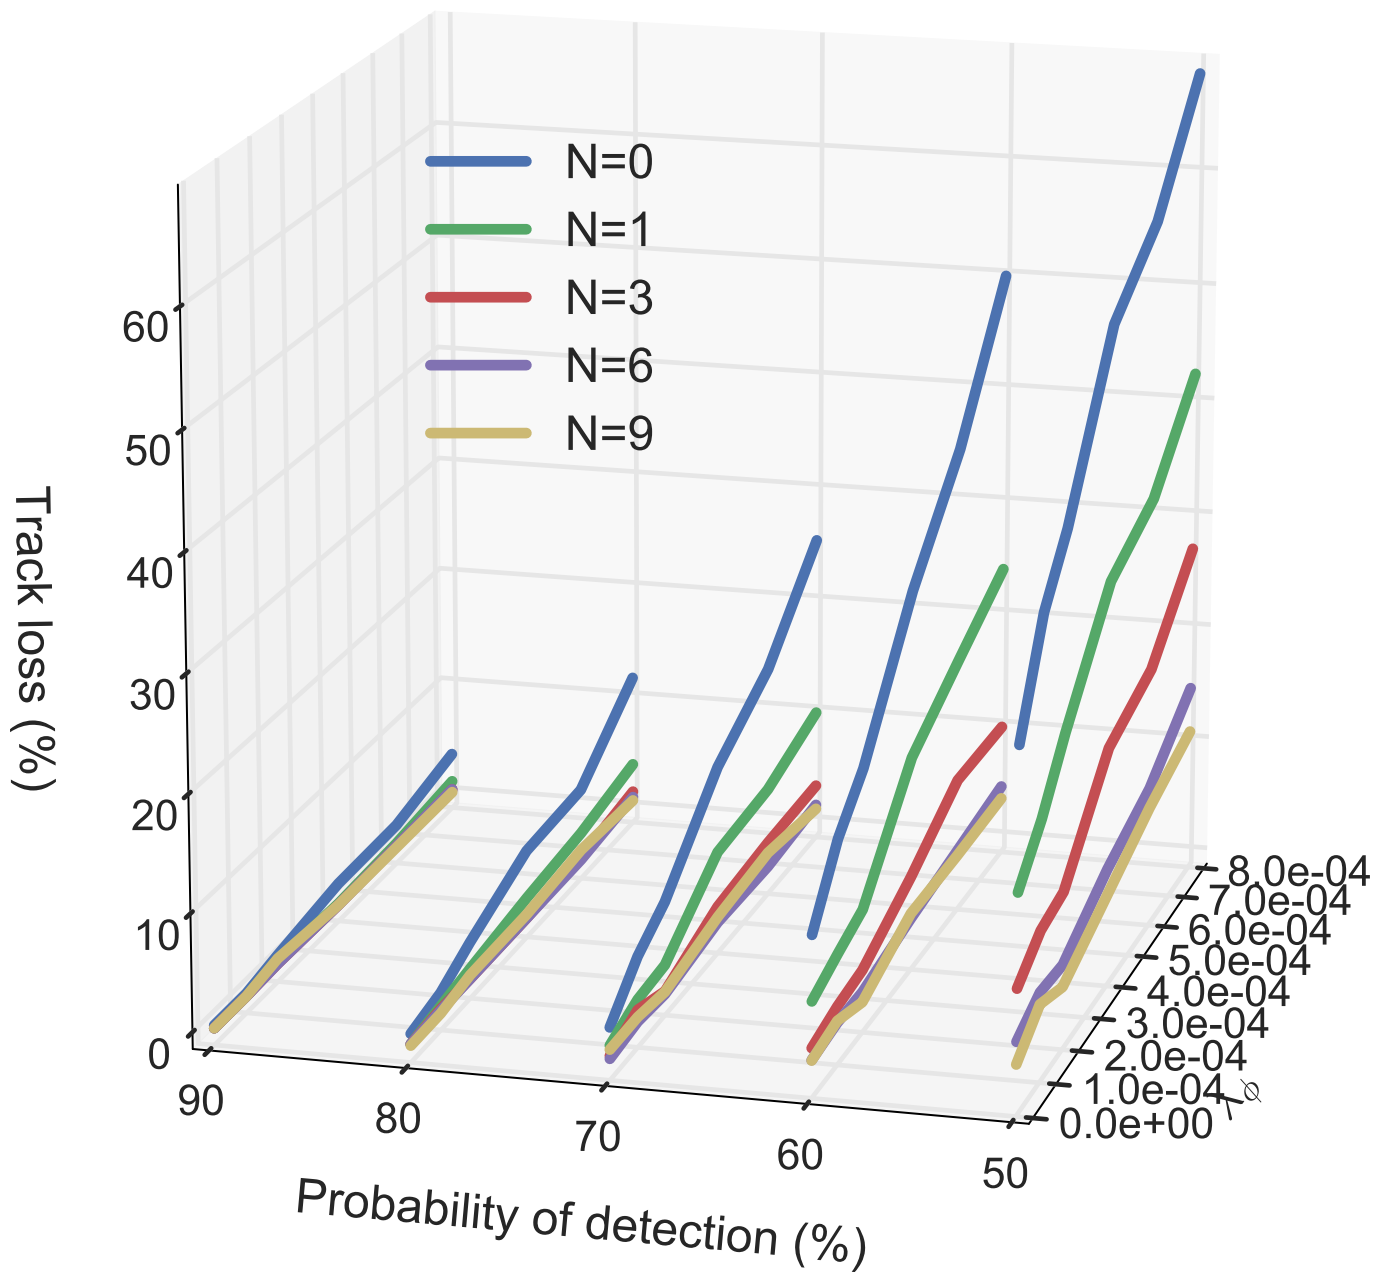 N=0
N=1
N=3
N=6
N=9
Track loss (%)
60
50
40
30
20
10
0
90
80
70
60
50
Probability of detection (%)
8.0e-04
7.0e-04
6.0e-04
5.0e-04
4.0e-04
3.0e-04
2.0e-04
1.0e-04
0.0e+00
λϕ